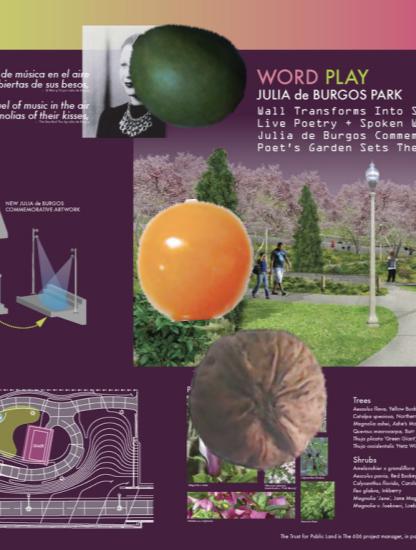 de música en el aire
biertas de sus besos,
uel of music in the air
nolias of their kisses,
WORD PLAY
JULIA de BURGOS PARK
Wall Transforms Into S
Live Poetry + Spoken W
Julia de Burgos Commem
Poet's Garden Sets The
NEW JULIA de BURGOS
COMMEMORATIVE ARTWORK
Trees
Aesculus flava, Yellow Buck
Catalpa speciosa, Northern
Magnolia ashei, Ashe's Ma
Quercus macrocarpa, Burr
Thuja plicata 'Green Giant'
Thuja occidentalis 'Hetz Wi
Shrubs
Amelanchier x grandiflora
Aesculus pavia, Red Buckey
Calycanthus floridus, Caroli
Ilex glabra, Inkberry
Magnolia 'Jane', Jane Mag
Magnolia x loebneri, Loeb
The Trust for Public Land is The 606 project manager, in p